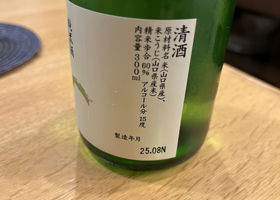 清酒
原材料名 米(山口県産)、
米こうじ(山口県産米)
精米歩合 60% アルコール分 15度
内容量 300ml
製造年月
25.08N